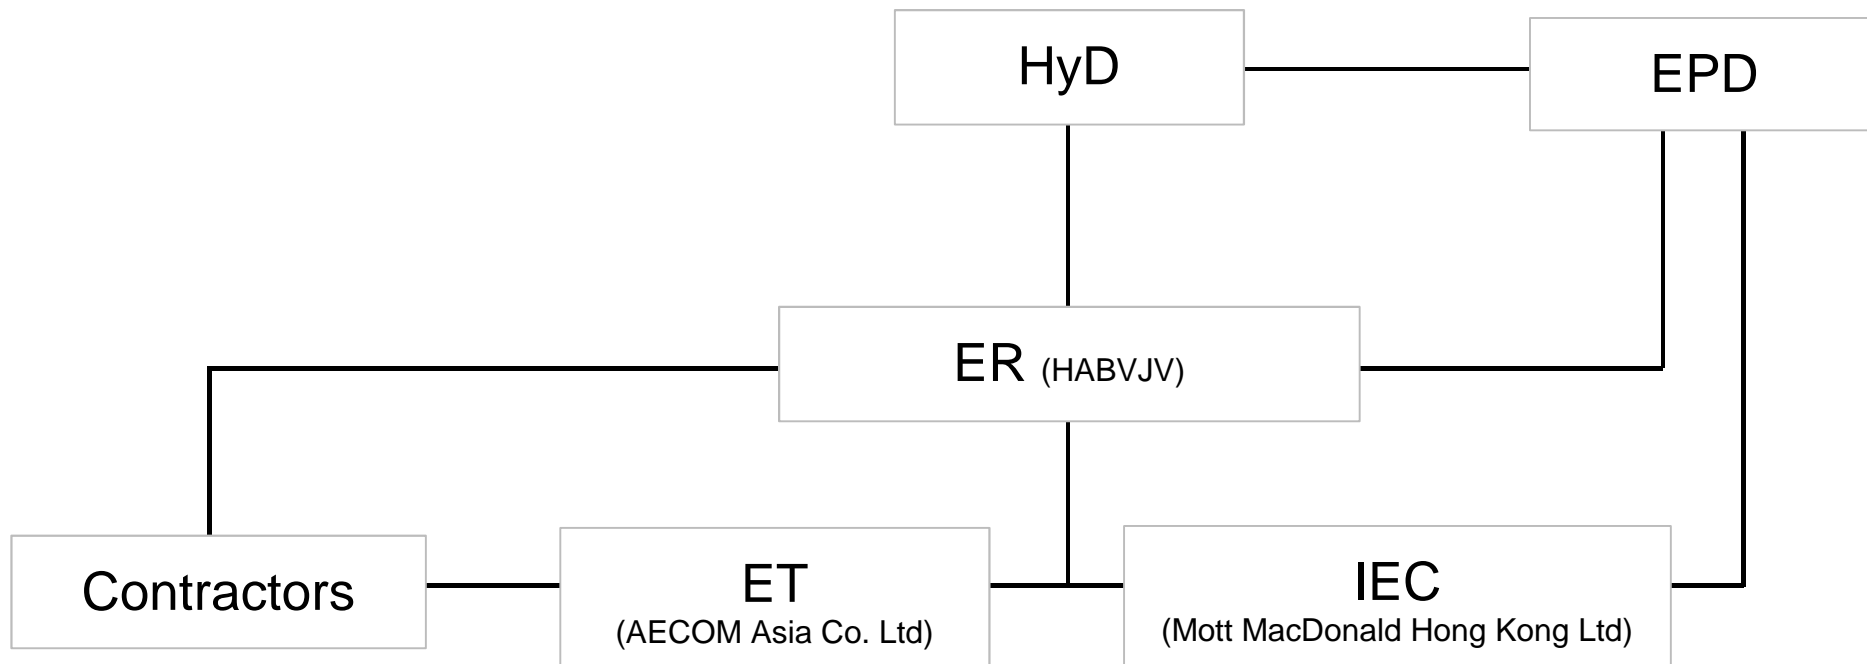 HyD
EPD
ER (HABVJV)
Contractors
ET
(AECOM Asia Co. Ltd)
IEC
(Mott MacDonald Hong Kong Ltd)